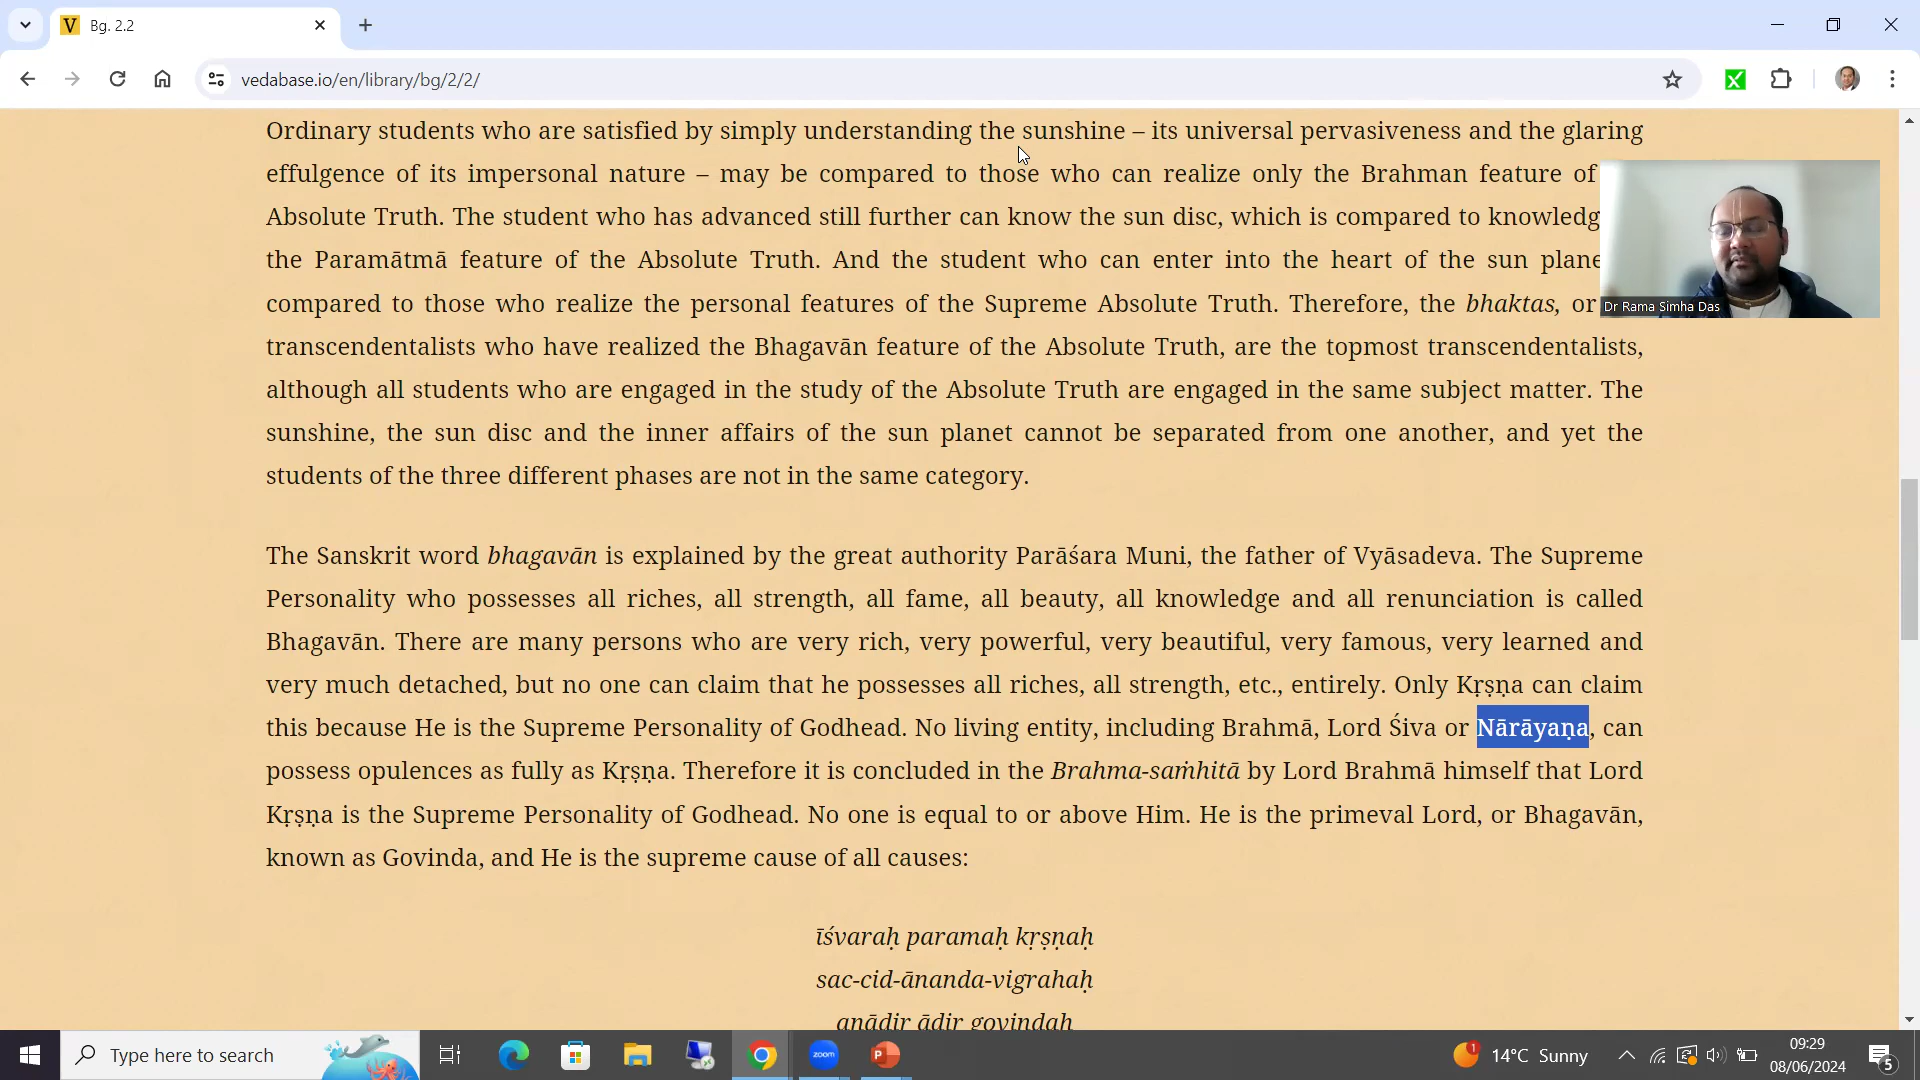 Bg. 2.2
vedabase.io/en/library/bg/2/2/
Ordinary students who are satisfied by simply understanding the sunshine – its universal pervasiveness and the glaring
effulgence of its impersonal nature – may be compared to those who can realize only the Brahman feature of
Absolute Truth. The student who has advanced still further can know the sun disc, which is compared to knowledg
the Paramātmā feature of the Absolute Truth. And the student who can enter into the heart of the sun plane
compared to those who realize the personal features of the Supreme Absolute Truth. Therefore, the bhaktas, or
transcendentalists who have realized the Bhagavān feature of the Absolute Truth, are the topmost transcendentalists,
although all students who are engaged in the study of the Absolute Truth are engaged in the same subject matter. The
sunshine, the sun disc and the inner affairs of the sun planet cannot be separated from one another, and yet the
students of the three different phases are not in the same category.
Dr Rama Simha Das
The Sanskrit word bhagavān is explained by the great authority Parāśara Muni, the father of Vyāsadeva. The Supreme
Personality who possesses all riches, all strength, all fame, all beauty, all knowledge and all renunciation is called
Bhagavān. There are many persons who are very rich, very powerful, very beautiful, very famous, very learned and
very much detached, but no one can claim that he possesses all riches, all strength, etc., entirely. Only Kṛṣṇa can claim
this because He is the Supreme Personality of Godhead. No living entity, including Brahmā, Lord Śiva or Nārāyaṇa, can
possess opulences as fully as Kṛṣṇa. Therefore it is concluded in the Brahma-saṁhitā by Lord Brahmā himself that Lord
Kṛṣṇa is the Supreme Personality of Godhead. No one is equal to or above Him. He is the primeval Lord, or Bhagavān,
known as Govinda, and He is the supreme cause of all causes:
īśvaraḥ paramaḥ kṛṣṇaḥ
sac-cid-ānanda-vigrahaḥ
anādir ādir govindaḥ
Type here to search
zoom
1
14°C Sunny
09:29
08/06/2024
5